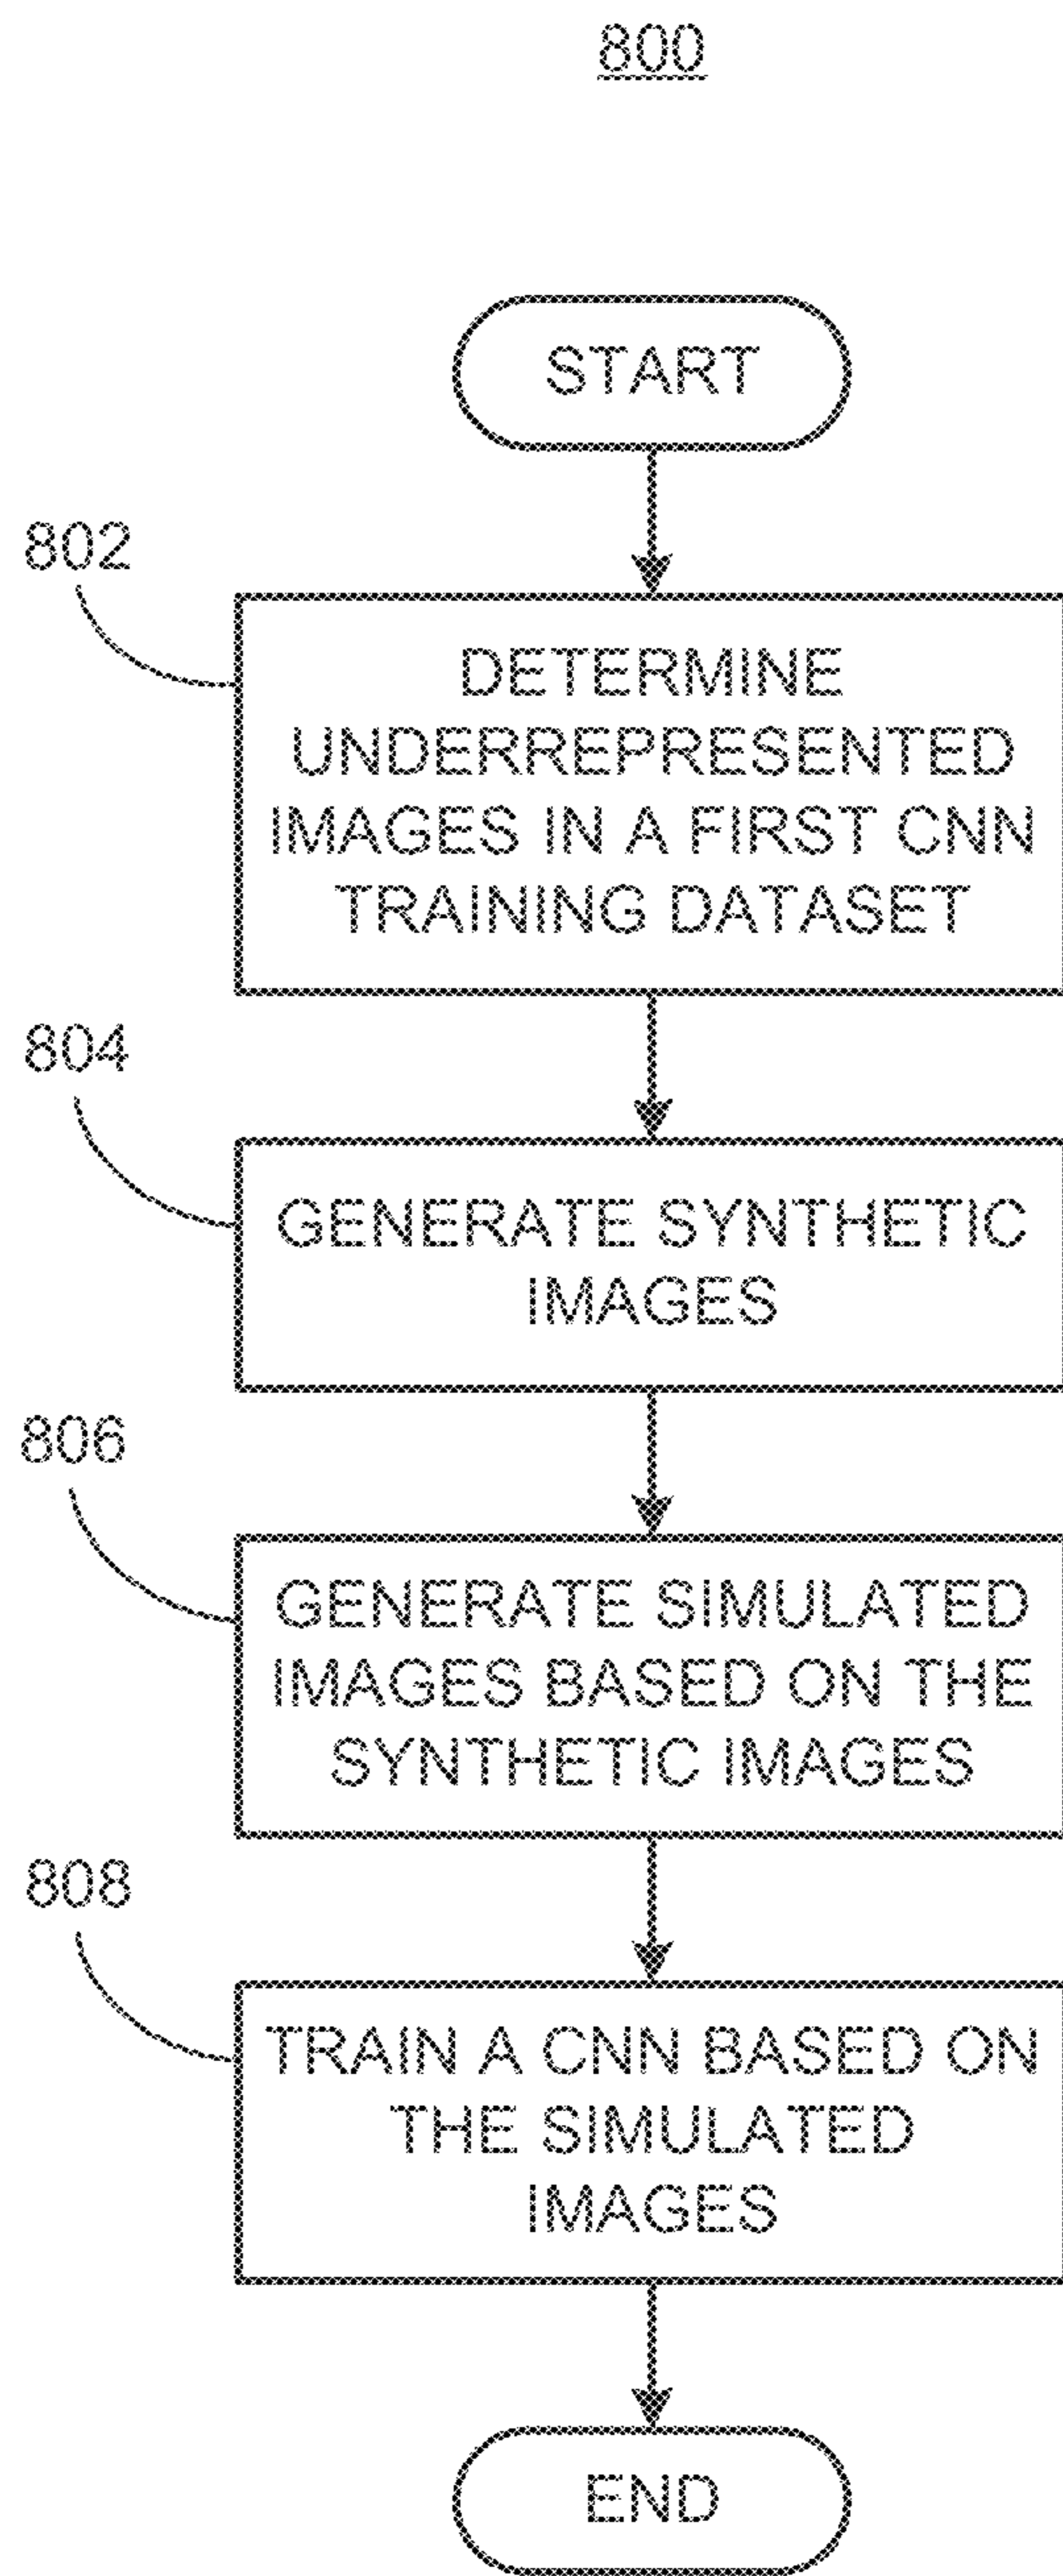 800
START
802
DETERMINE
UNDERREPRESENTED
IMAGES IN A FIRST CNN
TRAINING DATASET
804
GENERATE SYNTHETIC
IMAGES
806
GENERATE SIMULATED
IMAGES BASED ON THE
SYNTHETIC IMAGES
808
TRAIN A CNN BASED ON
THE SIMULATED
IMAGES
END